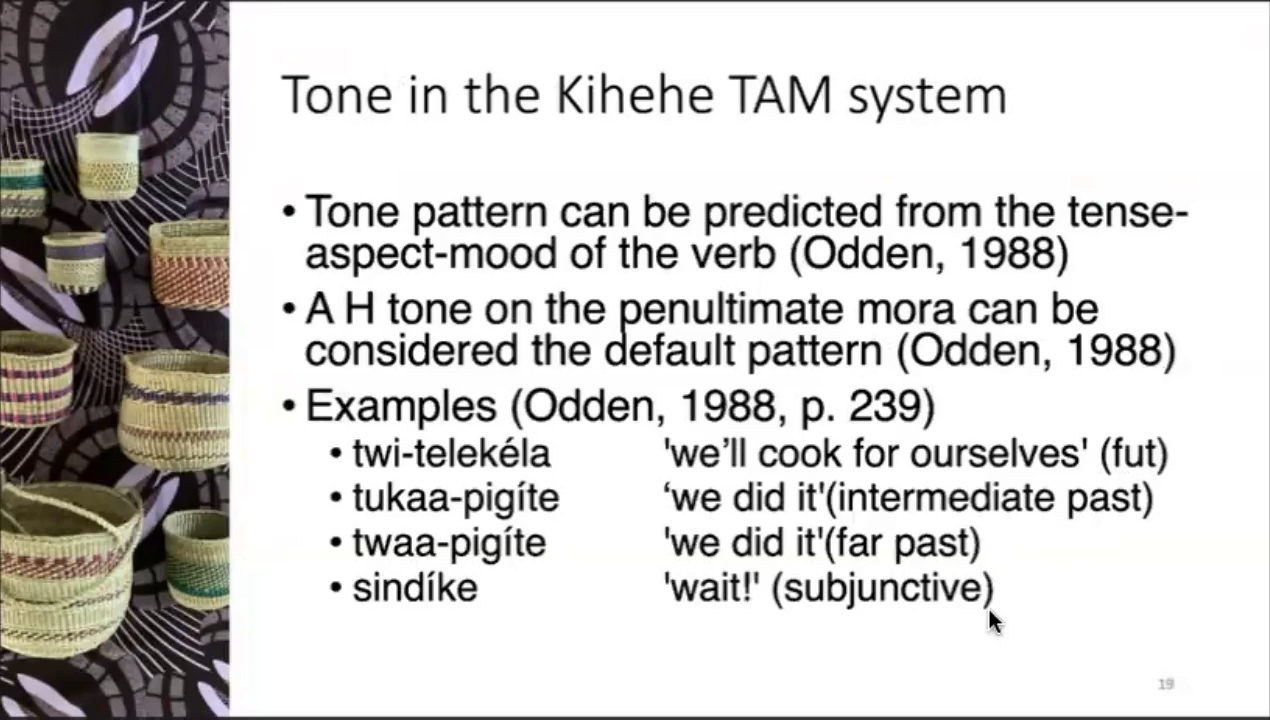 Tone in the Kihehe TAM system
• Tone pattern can be predicted from the tense-
aspect-mood of the verb (Odden, 1988)
• A H tone on the penultimate mora can be
considered the default pattern (Odden, 1988)
• Examples (Odden, 1988, p. 239)
• twi-telekéla 'we’ll cook for ourselves' (fut)
• tukaa-pigíte ‘we did it'(intermediate past)
• twaa-pigíte 'we did it'(far past)
• sindíke 'wait!' (subjunctive)
19